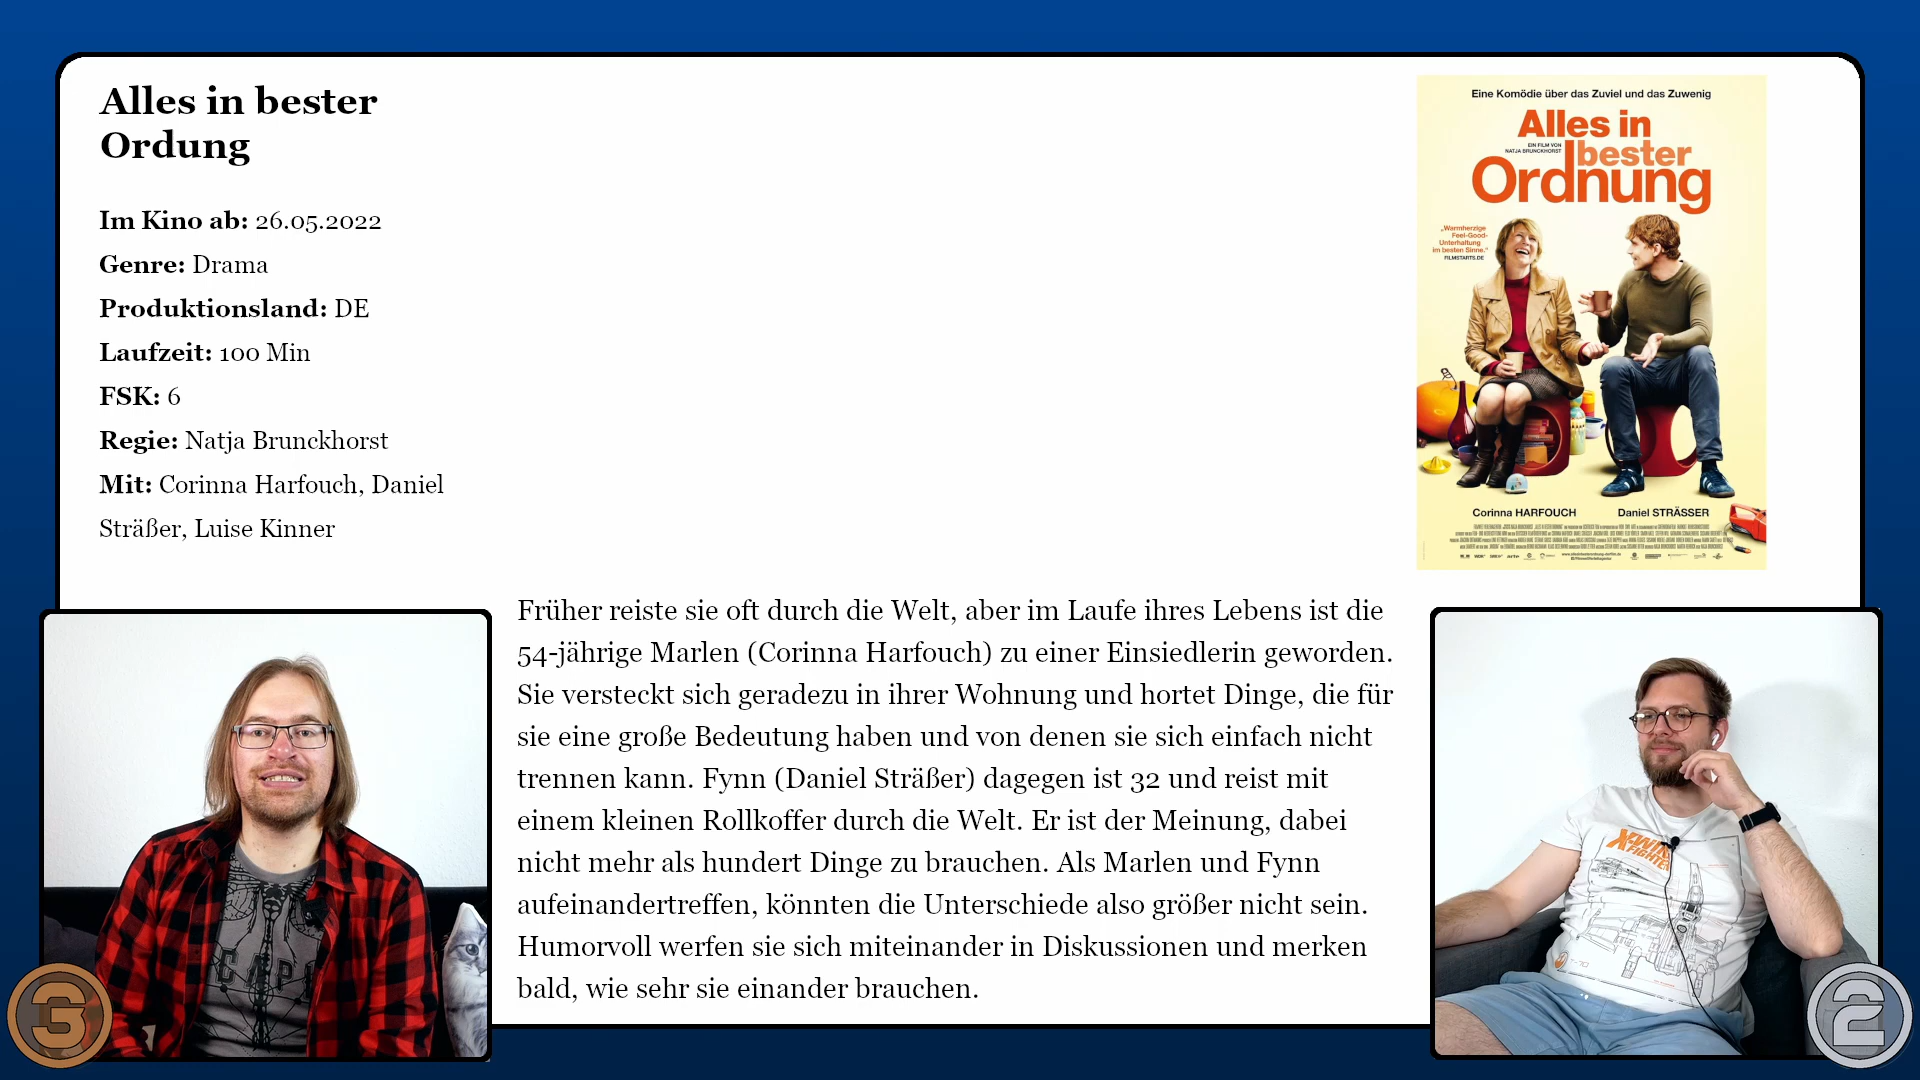 Alles in bester
Ordung
Im Kino ab: 26.05.2022
Genre: Drama
Produktionsland: DE
Laufzeit: 100 Min
FSK: 6
Regie: Natja Brunckhorst
Mit: Corinna Harfouch, Daniel
Sträßer, Luise Kinner
Eine Komödie über das Zuviel und das Zuwenig
Alles in
EIN FILM VON
NATJA BRUNCKHORST
bester
Ordnung
„Warmherzige
Feel-Good-
Unterhaltung
im besten Sinne.“
FILMSTARTS.DE
Corinna HARFOUCH Daniel STRÄSSER
Früher reiste sie oft durch die Welt, aber im Laufe ihres Lebens ist die
54-jährige Marlen (Corinna Harfouch) zu einer Einsiedlerin geworden.
Sie versteckt sich geradezu in ihrer Wohnung und hortet Dinge, die für
sie eine große Bedeutung haben und von denen sie sich einfach nicht
trennen kann. Fynn (Daniel Sträßer) dagegen ist 32 und reist mit
einem kleinen Rollkoffer durch die Welt. Er ist der Meinung, dabei
nicht mehr als hundert Dinge zu brauchen. Als Marlen und Fynn
aufeinandertreffen, könnten die Unterschiede also größer nicht sein.
Humorvoll werfen sie sich miteinander in Diskussionen und merken
bald, wie sehr sie einander brauchen.
3
2